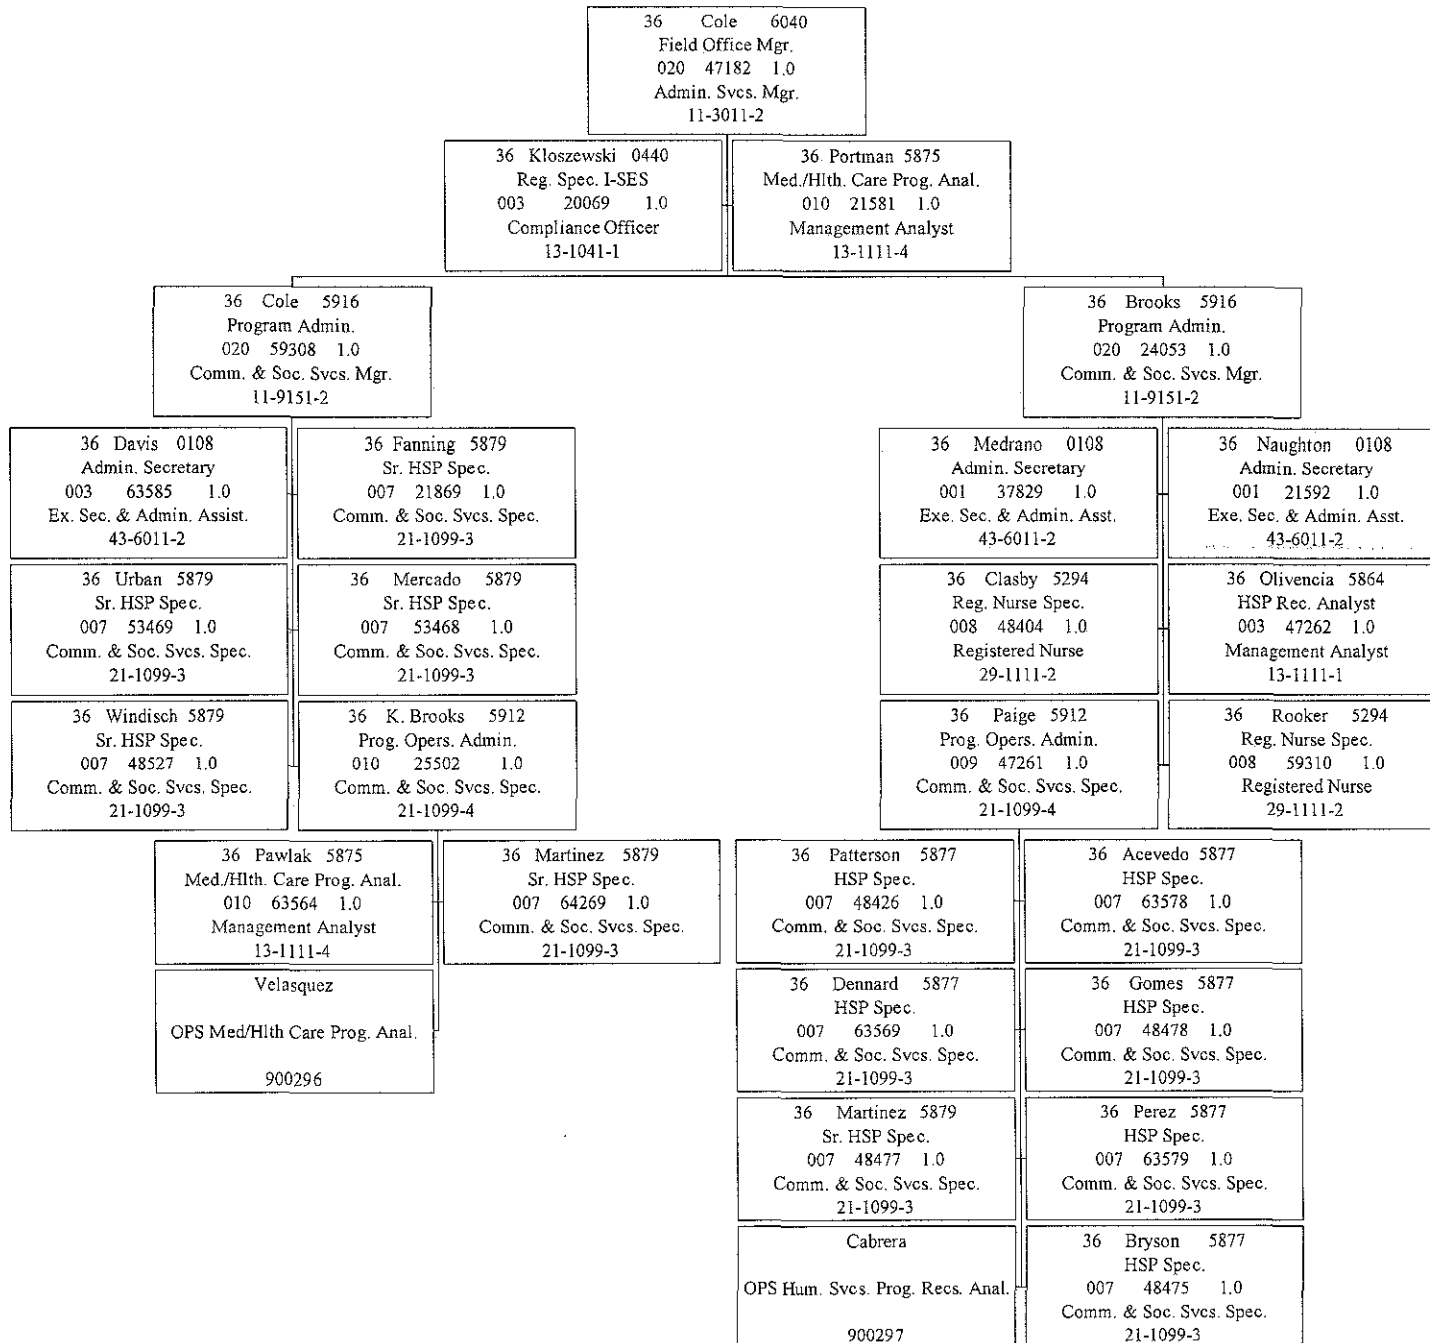 36 Cole 6040
Field Office Mgr.
020 47182 1.0
Admin. Svcs. Mgr.
11-3011-2
36 Kloszewski 0440
Reg. Spec. I-SES
003 20069 1.0
Compliance Officer
13-1041-1
36 Portman 5875
Med./Hlth. Care Prog. Anal.
010 21581 1.0
Management Analyst
13-1111-4
36 Cole 5916
Program Admin.
020 59308 1.0
Comm. & Soc. Svcs. Mgr.
11-9151-2
36 Brooks 5916
Program Admin.
020 24053 1.0
Comm. & Soc. Svcs. Mgr.
11-9151-2
36 Davis 0108
Admin. Secretary
003 63585 1.0
Ex. Sec. & Admin. Assist.
43-6011-2
36 Fanning 5879
Sr. HSP Spec.
007 21869 1.0
Comm. & Soc. Svcs. Spec.
21-1099-3
36 Medrano 0108
Admin. Secretary
001 37829 1.0
Exe. Sec. & Admin. Asst.
43-6011-2
36 Naughton 0108
Admin. Secretary
001 21592 1.0
Exe. Sec. & Admin. Asst.
43-6011-2
36 Urban 5879
Sr. HSP Spec.
007 53469 1.0
Comm. & Soc. Svcs. Spec.
21-1099-3
36 Mercado 5879
Sr. HSP Spec.
007 53468 1.0
Comm. & Soc. Svcs. Spec.
21-1099-3
36 Clasby 5294
Reg. Nurse Spec.
008 48404 1.0
Registered Nurse
29-1111-2
36 Olivencia 5864
HSP Rec. Analyst
003 47262 1.0
Management Analyst
13-1111-1
36 Windisch 5879
Sr. HSP Spec.
007 48527 1.0
Comm. & Soc. Svcs. Spec.
21-1099-3
36 K. Brooks 5912
Prog. Opers. Admin.
010 25502 1.0
Comm. & Soc. Svcs. Spec.
21-1099-4
36 Paige 5912
Prog. Opers. Admin.
009 47261 1.0
Comm. & Soc. Svcs. Spec.
21-1099-4
36 Rooker 5294
Reg. Nurse Spec.
008 59310 1.0
Registered Nurse
29-1111-2
36 Pawlak 5875
Med./Hlth. Care Prog. Anal.
010 63564 1.0
Management Analyst
13-1111-4
36 Martinez 5879
Sr. HSP Spec.
007 64269 1.0
Comm. & Soc. Svcs. Spec.
21-1099-3
36 Patterson 5877
HSP Spec.
007 48426 1.0
Comm. & Soc. Svcs. Spec.
21-1099-3
36 Acevedo 5877
HSP Spec.
007 63578 1.0
Comm. & Soc. Svcs. Spec.
21-1099-3
Velasquez
OPS Med/Hlth Care Prog. Anal.
900296
36 Dennard 5877
HSP Spec.
007 63569 1.0
Comm. & Soc. Svcs. Spec.
21-1099-3
36 Gomes 5877
HSP Spec.
007 48478 1.0
Comm. & Soc. Svcs. Spec.
21-1099-3
36 Martinez 5879
Sr. HSP Spec.
007 48477 1.0
Comm. & Soc. Svcs. Spec.
21-1099-3
36 Perez 5877
HSP Spec.
007 63579 1.0
Comm. & Soc. Svcs. Spec.
21-1099-3
Cabrera
OPS Hum. Svcs. Prog. Recs. Anal.
900297
36 Bryson 5877
HSP Spec.
007 48475 1.0
Comm. & Soc. Svcs. Spec.
21-1099-3